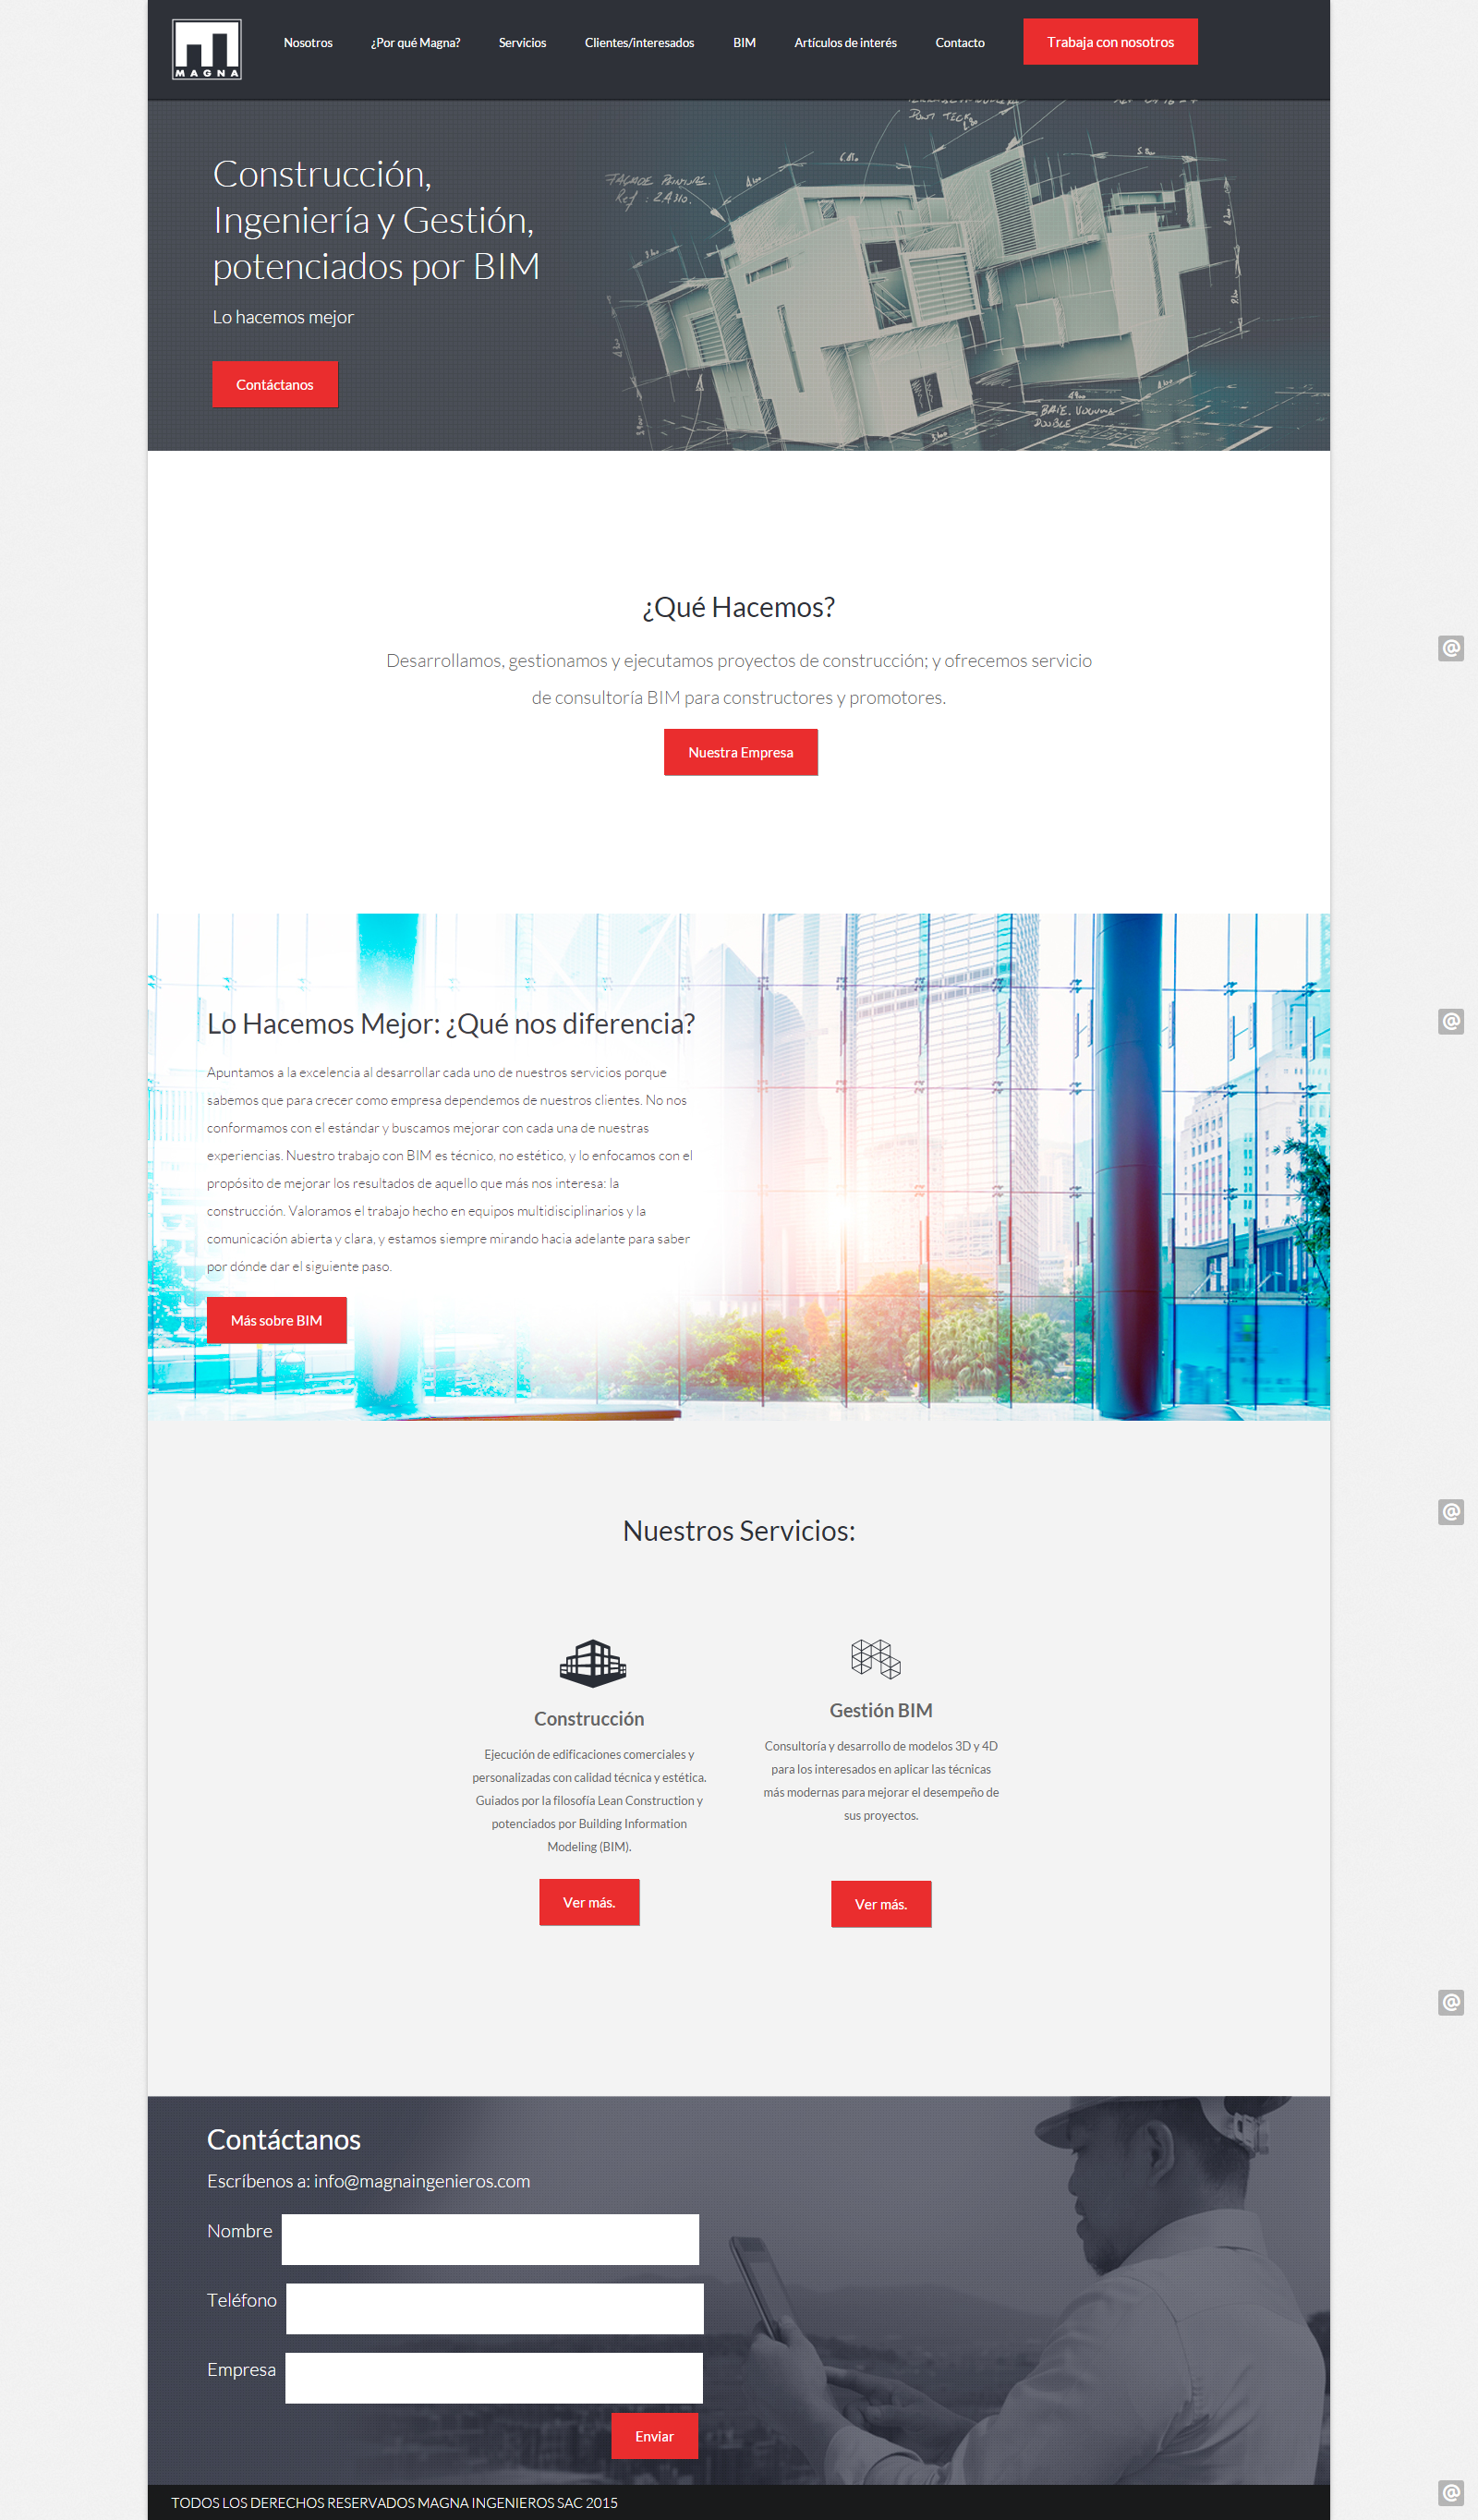 MAGNA
Nosotros
¿Por qué Magna?
Servicios
Clientes/interesados
BIM
Artículos de interés
Contacto
Trabaja con nosotros
Construcción,
Ingeniería y Gestión,
potenciados por BIM
Lo hacemos mejor
Contáctanos
FAÇADE PEINTURE.
Ref : 2A310.
BAIE. VOLUME
DOUBLE
¿Qué Hacemos?
Desarrollamos, gestionamos y ejecutamos proyectos de construcción; y ofrecemos servicio
de consultoría BIM para constructores y promotores.
Nuestra Empresa
Lo Hacemos Mejor: ¿Qué nos diferencia?
Apuntamos a la excelencia al desarrollar cada uno de nuestros servicios porque
sabemos que para crecer como empresa dependemos de nuestros clientes. No nos
conformamos con el estándar y buscamos mejorar con cada una de nuestras
experiencias. Nuestro trabajo con BIM es técnico, no estético, y lo enfocamos con el
propósito de mejorar los resultados de aquello que más nos interesa: la
construcción. Valoramos el trabajo hecho en equipos multidisciplinarios y la
comunicación abierta y clara, y estamos siempre mirando hacia adelante para saber
por dónde dar el siguiente paso.
Más sobre BIM
Nuestros Servicios:
Construcción
Ejecución de edificaciones comerciales y
personalizadas con calidad técnica y estética.
Guiados por la filosofía Lean Construction y
potenciados por Building Information
Modeling (BIM).
Ver más.
Gestión BIM
Consultoría y desarrollo de modelos 3D y 4D
para los interesados en aplicar las técnicas
más modernas para mejorar el desempeño de
sus proyectos.
Ver más.
Contáctanos
Escríbenos a: info@magnaingenieros.com
Nombre
Teléfono
Empresa
Enviar
TODOS LOS DERECHOS RESERVADOS MAGNA INGENIEROS SAC 2015
@
@
@
@
@